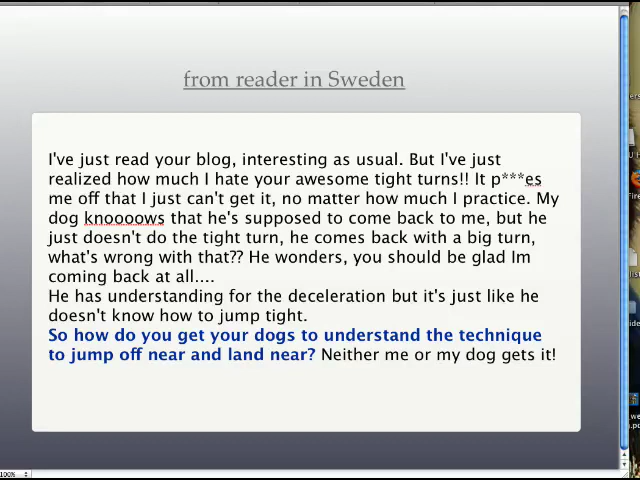 from reader in Sweden
I've just read your blog, interesting as usual. But I've just
realized how much I hate your awesome tight turns!! It p***es
me off that I just can't get it, no matter how much I practice. My
dog knoooows that he's supposed to come back to me, but he
just doesn't do the tight turn, he comes back with a big turn,
what's wrong with that?? He wonders, you should be glad Im
coming back at all....
He has understanding for the deceleration but it's just like he
doesn't know how to jump tight.
So how do you get your dogs to understand the technique
to jump off near and land near? Neither me or my dog gets it!
100%